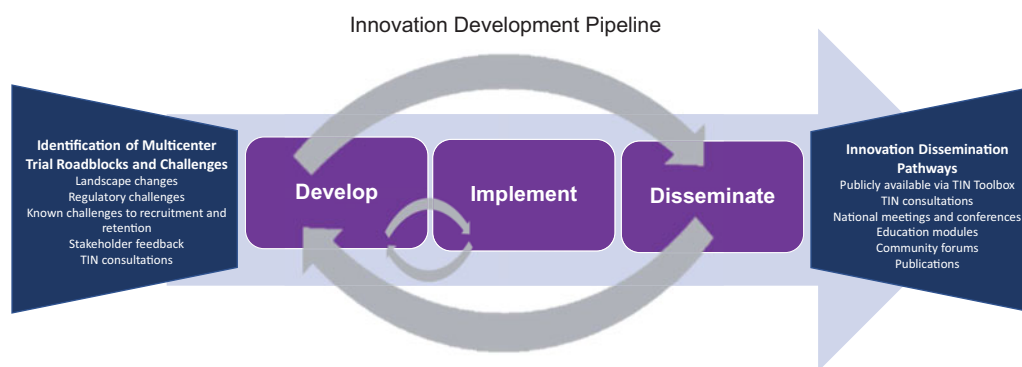 Innovation Development Pipeline
Identification of Multicenter
Trial Roadblocks and Challenges
Landscape changes
Regulatory challenges
Known challenges to recruitment and
retention
Stakeholder feedback
TIN consultations
Develop
Implement
Disseminate
Innovation Dissemination
Pathways
Publicly available via TIN Toolbox
TIN consultations
National meetings and conferences
Education modules
Community forums
Publications